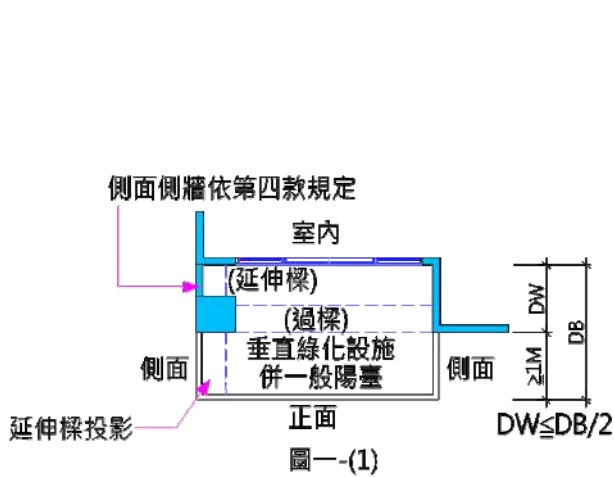 側面側牆依第四款規定
室內
(延伸樑)
(過樑)
垂直綠化設施
併一般陽臺
側面
側面
延伸樑投影
正面
DW
DB
≥1M
DW≦DB/2
圖一-(1)